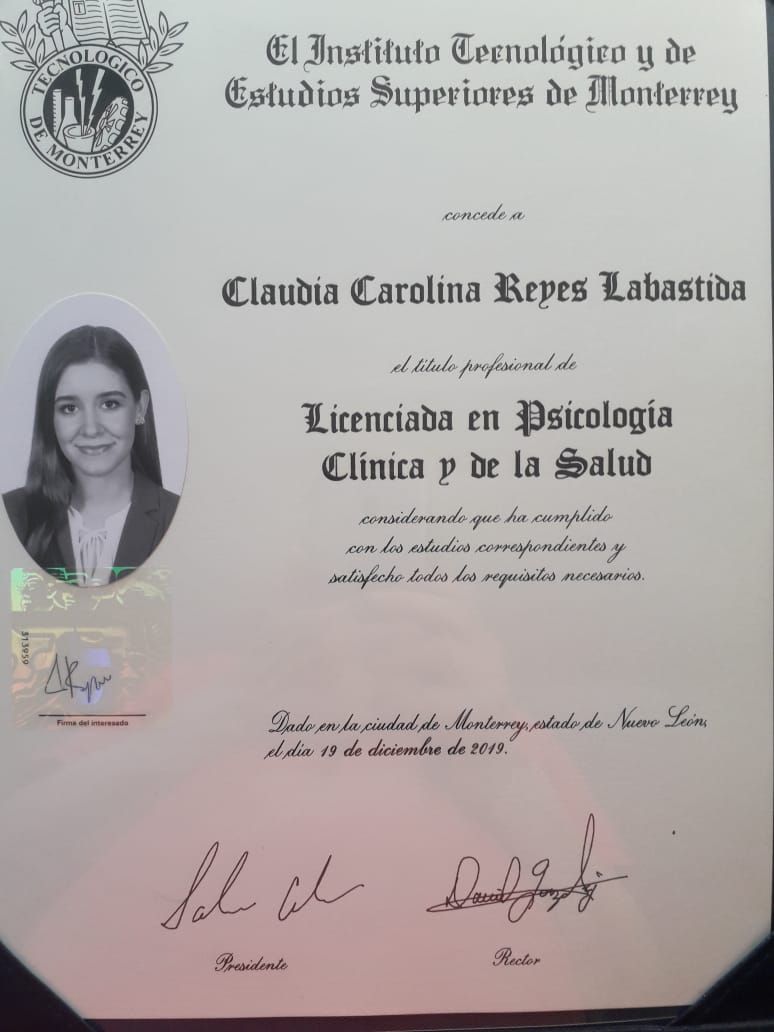 TECNOLOGICO
DE MONTERREY
El Instituto Tecnológico y de
Estudios Superiores de Monterrey
concede a
Claudia Carolina Reyes Labastida
el título profesional de
Licenciada en Psicología
Clínica y de la Salud
considerando que ha cumplido
con los estudios correspondientes y
satisfecho todos los requisitos necesarios.
313959
Firma del interesado
Dado en la ciudad de Monterrey, estado de Nuevo León,
el día 19 de diciembre de 2019.
Presidente
Rector